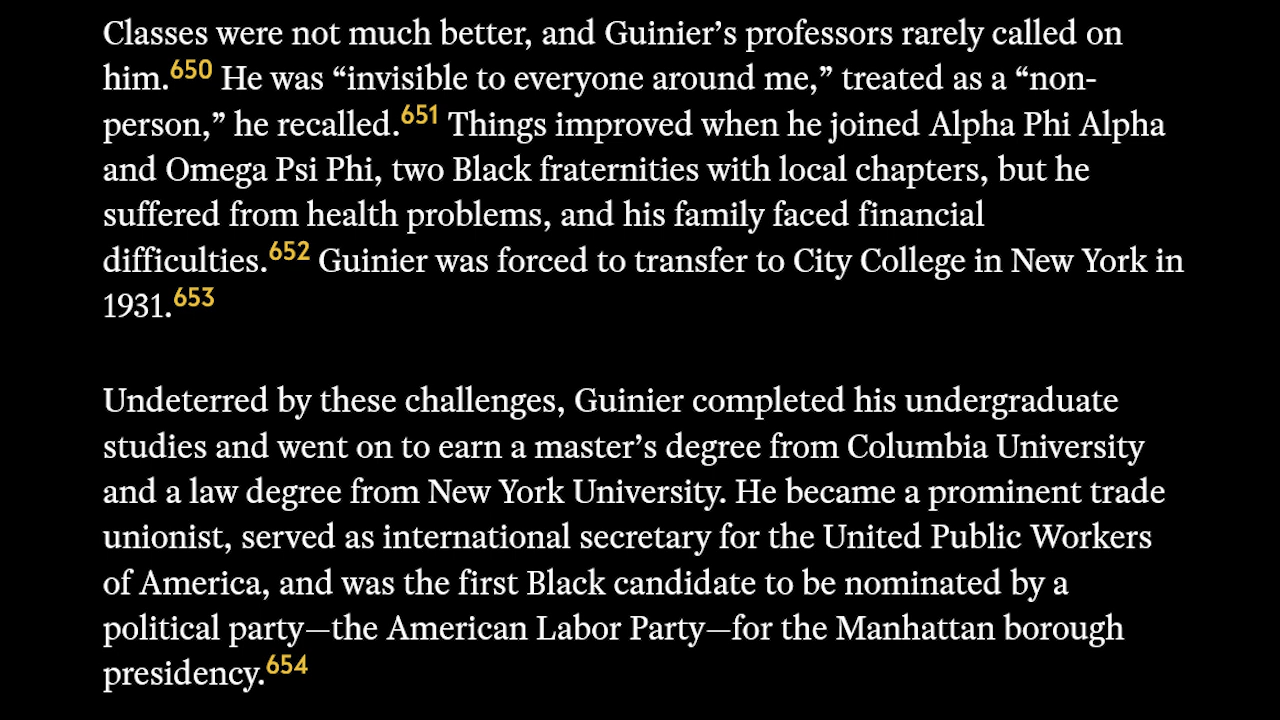 Classes were not much better, and Guinier’s professors rarely called on
him.650 He was “invisible to everyone around me,” treated as a “non-
person,” he recalled.651 Things improved when he joined Alpha Phi Alpha
and Omega Psi Phi, two Black fraternities with local chapters, but he
suffered from health problems, and his family faced financial
difficulties.652 Guinier was forced to transfer to City College in New York in
1931.653
Undeterred by these challenges, Guinier completed his undergraduate
studies and went on to earn a master’s degree from Columbia University
and a law degree from New York University. He became a prominent trade
unionist, served as international secretary for the United Public Workers
of America, and was the first Black candidate to be nominated by a
political party—the American Labor Party—for the Manhattan borough
presidency.654